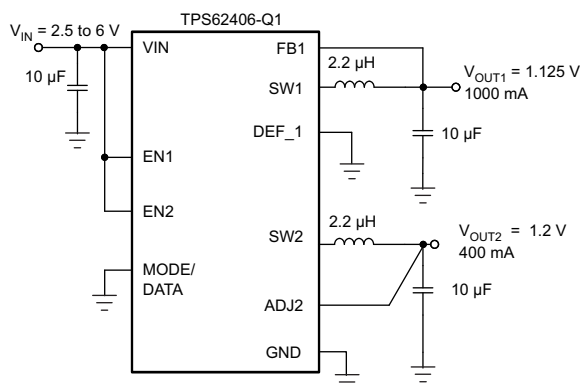 TPS62406-Q1
V_IN = 2.5 to 6 V
10 µF
VIN
EN1
EN2
MODE/
DATA
FB1
SW1
DEF_1
SW2
ADJ2
GND
2.2 µH
V_OUT1 = 1.125 V
1000 mA
10 µF
2.2 µH
V_OUT2 = 1.2 V
400 mA
10 µF